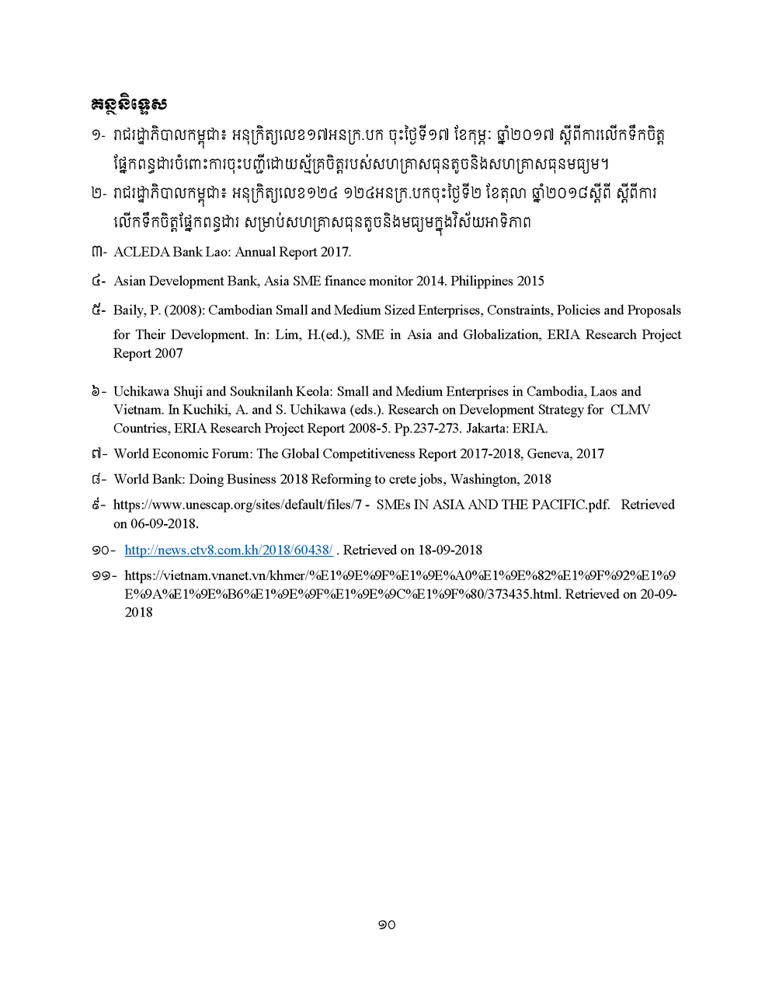 គន្ថនិទ្ទេស
១- រាជរដ្ឋាភិបាលកម្ពុជា៖ អនុក្រិត្យលេខ១៧អនក្រ.បក ចុះថ្ងៃទី១៧ ខែកុម្ភៈ ឆ្នាំ២០១៧ ស្តីពីការលើកទឹកចិត្ត
ផ្នែកពន្ធដារចំពោះការចុះបញ្ជីដោយស្ម័គ្រចិត្តរបស់សហគ្រាសធុនតូចនិងសហគ្រាសធុនមធ្យម។
២- រាជរដ្ឋាភិបាលកម្ពុជា៖ អនុក្រិត្យលេខ១២៤ ១២៤អនក្រ.បកចុះថ្ងៃទី២ ខែតុលា ឆ្នាំ២០១៨ស្តីពី ស្តីពីការ
លើកទឹកចិត្តផ្នែកពន្ធដារ សម្រាប់សហគ្រាសធុនតូចនិងមធ្យមក្នុងវិស័យអាទិភាព
៣- ACLEDA Bank Lao: Annual Report 2017.
៤- Asian Development Bank, Asia SME finance monitor 2014. Philippines 2015
៥- Baily, P. (2008): Cambodian Small and Medium Sized Enterprises, Constraints, Policies and Proposals
for Their Development. In: Lim, H.(ed.), SME in Asia and Globalization, ERIA Research Project
Report 2007
៦- Uchikawa Shuji and Souknilanh Keola: Small and Medium Enterprises in Cambodia, Laos and
Vietnam. In Kuchiki, A. and S. Uchikawa (eds.). Research on Development Strategy for CLMV
Countries, ERIA Research Project Report 2008-5. Pp.237-273. Jakarta: ERIA.
៧- World Economic Forum: The Global Competitiveness Report 2017-2018, Geneva, 2017
៨- World Bank: Doing Business 2018 Reforming to crete jobs, Washington, 2018
៩- https://www.unescap.org/sites/default/files/7 - SMEs IN ASIA AND THE PACIFIC.pdf. Retrieved
on 06-09-2018.
១០- http://news.ctv8.com.kh/2018/60438/ . Retrieved on 18-09-2018
១១- https://vietnam.vnanet.vn/khmer/%E1%9E%9F%E1%9E%A0%E1%9E%82%E1%9F%92%E1%9
E%9A%E1%9E%B6%E1%9E%9F%E1%9E%9C%E1%9F%80/373435.html. Retrieved on 20-09-
2018
១០